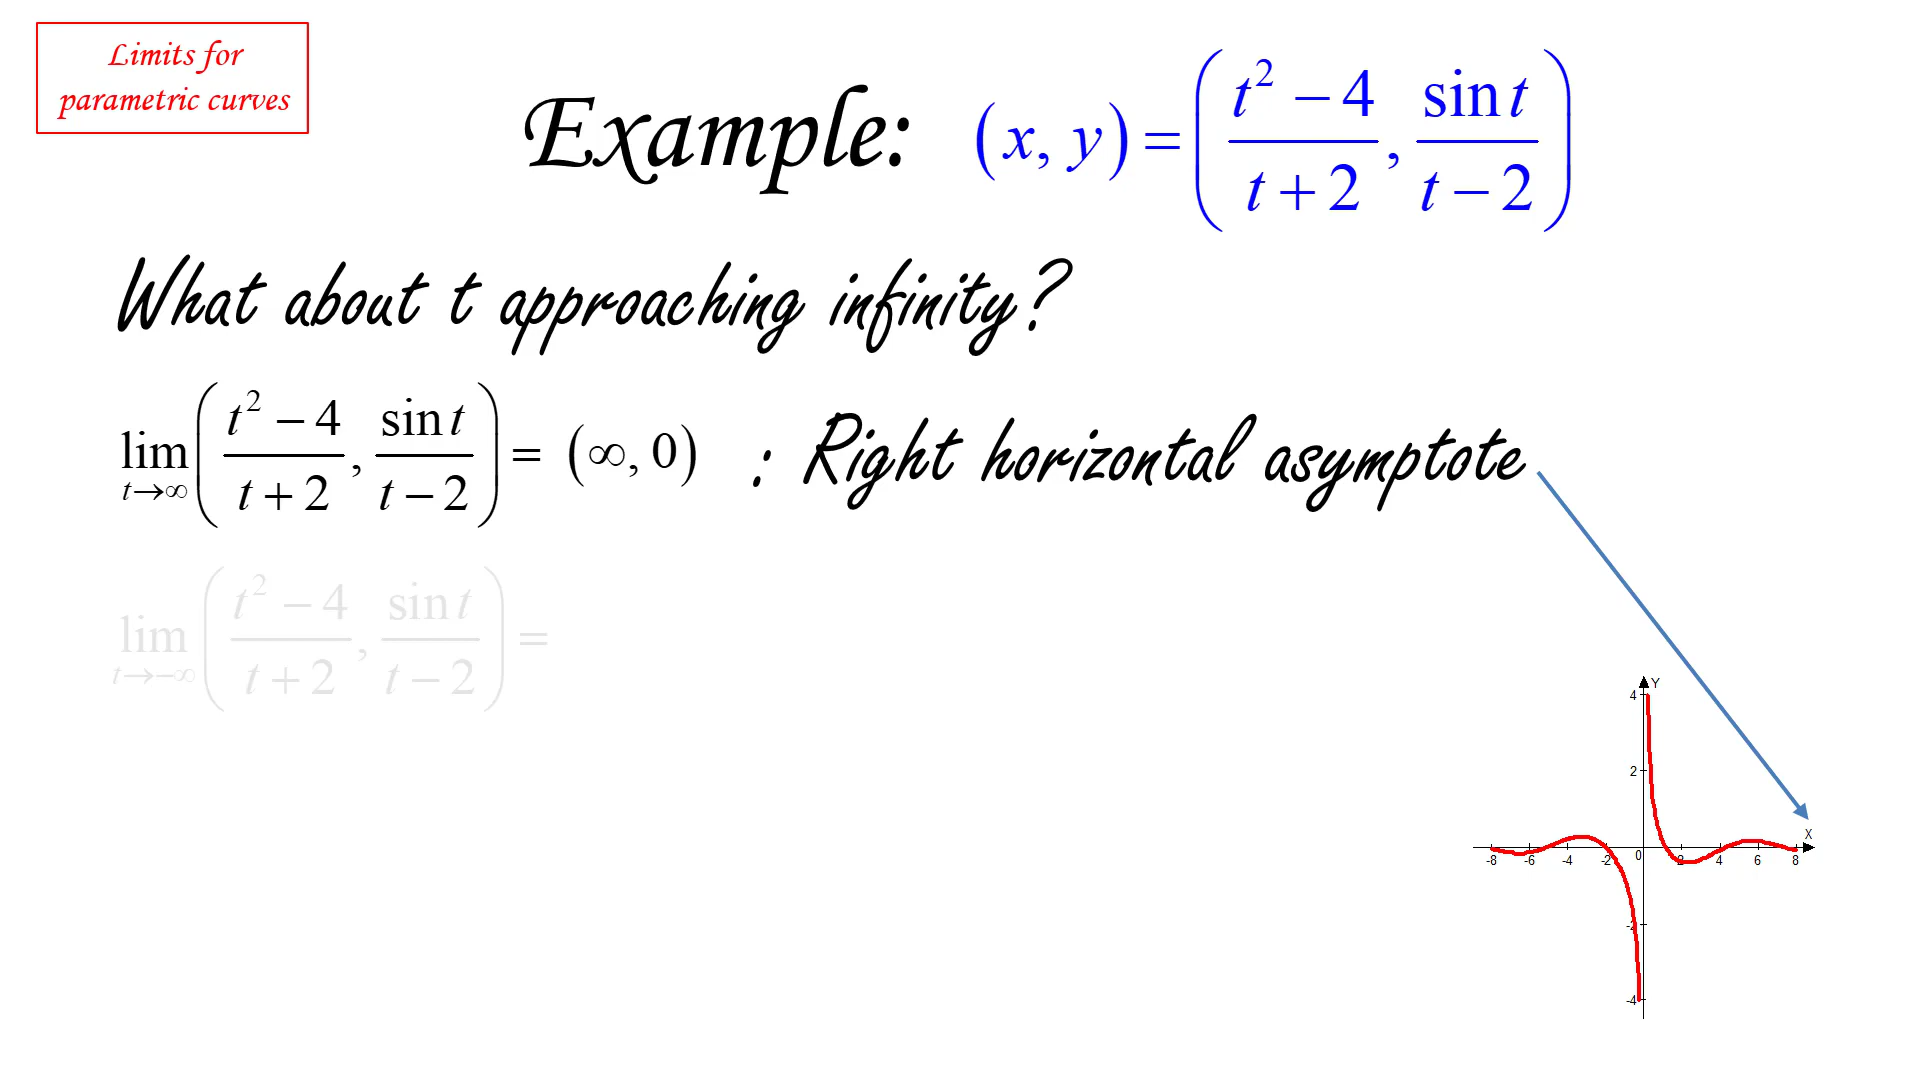 Limits for
parametric curves
Example: (x, y) = ( (t² − 4)/(t + 2), (sin t)/(t − 2) )
What about t approaching infinity?
lim t→∞ ( (t² − 4)/(t + 2), (sin t)/(t − 2) ) = (∞, 0) : Right horizontal asymptote
lim t→−∞ ( (t² − 4)/(t + 2), (sin t)/(t − 2) ) =
Y
4
2
X
-8 -6 -4 -2 0 2 4 6 8
-2
-4